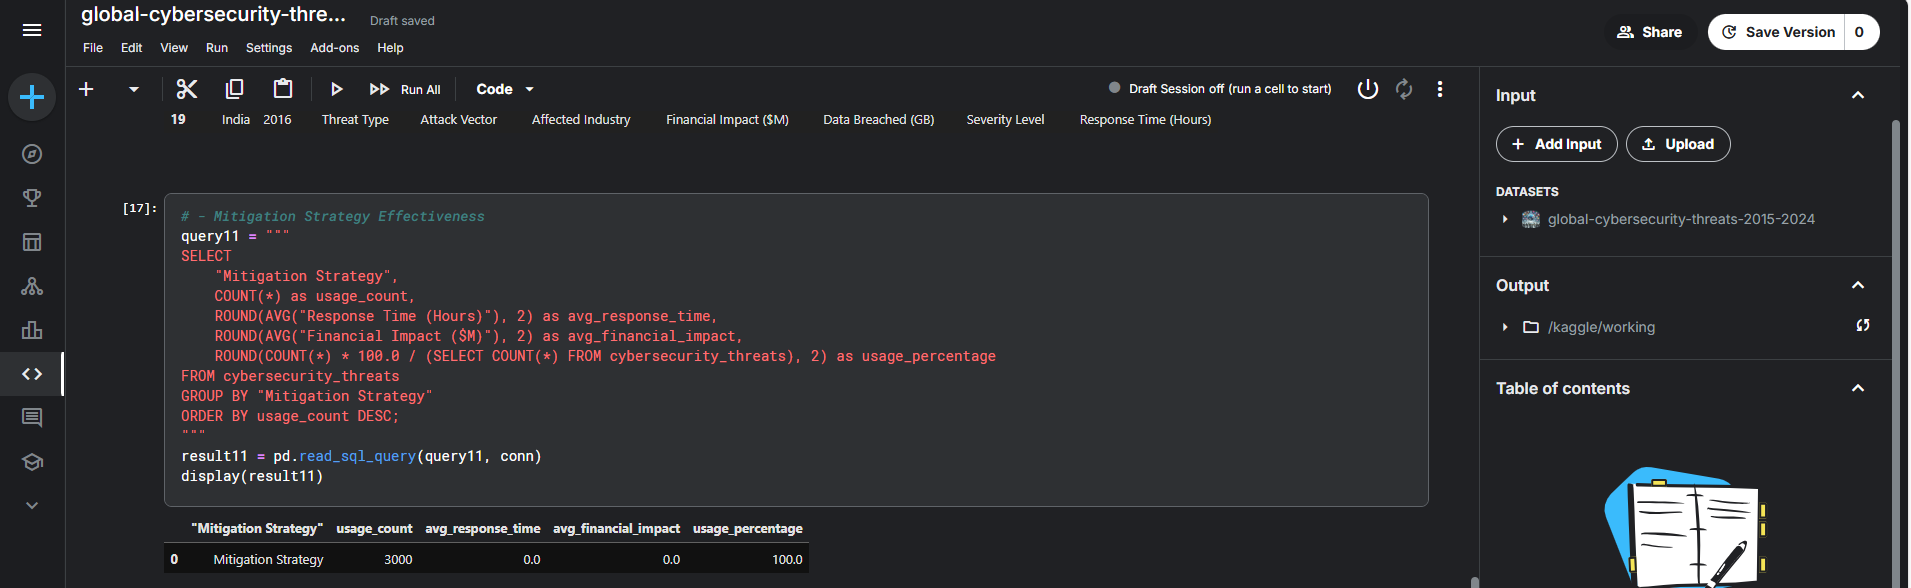 global-cybersecurity-thre...
Draft saved
File Edit View Run Settings Add-ons Help
Share
Save Version 0
Run All
Code
Draft Session off (run a cell to start)
19 India 2016 Threat Type Attack Vector Affected Industry Financial Impact ($M) Data Breached (GB) Severity Level Response Time (Hours)
[17]:
# - Mitigation Strategy Effectiveness
query11 = """
SELECT
    "Mitigation Strategy",
    COUNT(*) as usage_count,
    ROUND(AVG("Response Time (Hours)"), 2) as avg_response_time,
    ROUND(AVG("Financial Impact ($M)"), 2) as avg_financial_impact,
    ROUND(COUNT(*) * 100.0 / (SELECT COUNT(*) FROM cybersecurity_threats), 2) as usage_percentage
FROM cybersecurity_threats
GROUP BY "Mitigation Strategy"
ORDER BY usage_count DESC;
"""
result11 = pd.read_sql_query(query11, conn)
display(result11)
"Mitigation Strategy" usage_count avg_response_time avg_financial_impact usage_percentage
0 Mitigation Strategy 3000 0.0 0.0 100.0
Input
Add Input
Upload
DATASETS
global-cybersecurity-threats-2015-2024
Output
/kaggle/working
Table of contents